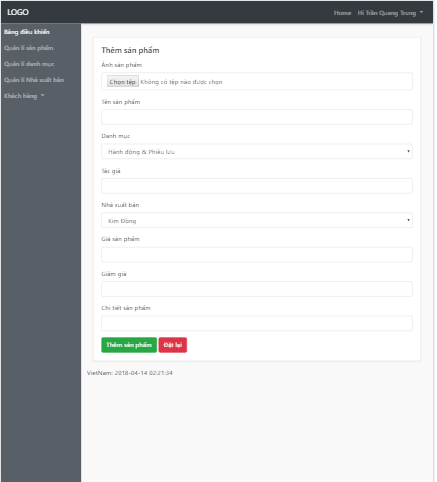 LOGO
Home Hi Trần Quang Trung
Bảng điều khiển
Quản lí sản phẩm
Quản lí danh mục
Quản lí Nhà xuất bản
Khách hàng
Thêm sản phẩm
Ảnh sản phẩm
Chọn tệp Không có tệp nào được chọn
Tên sản phẩm
Danh mục
Hành động & Phiêu lưu
Tác giả
Nhà xuất bản
Kim Đồng
Giá sản phẩm
Giảm giá
Chi tiết sản phẩm
Thêm sản phẩm Đặt lại
VietNam: 2018-04-14 02:21:34